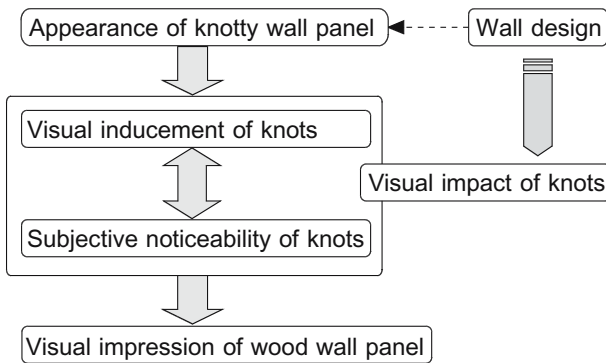 Appearance of knotty wall panel
Wall design
Visual inducement of knots
Visual impact of knots
Subjective noticeability of knots
Visual impression of wood wall panel